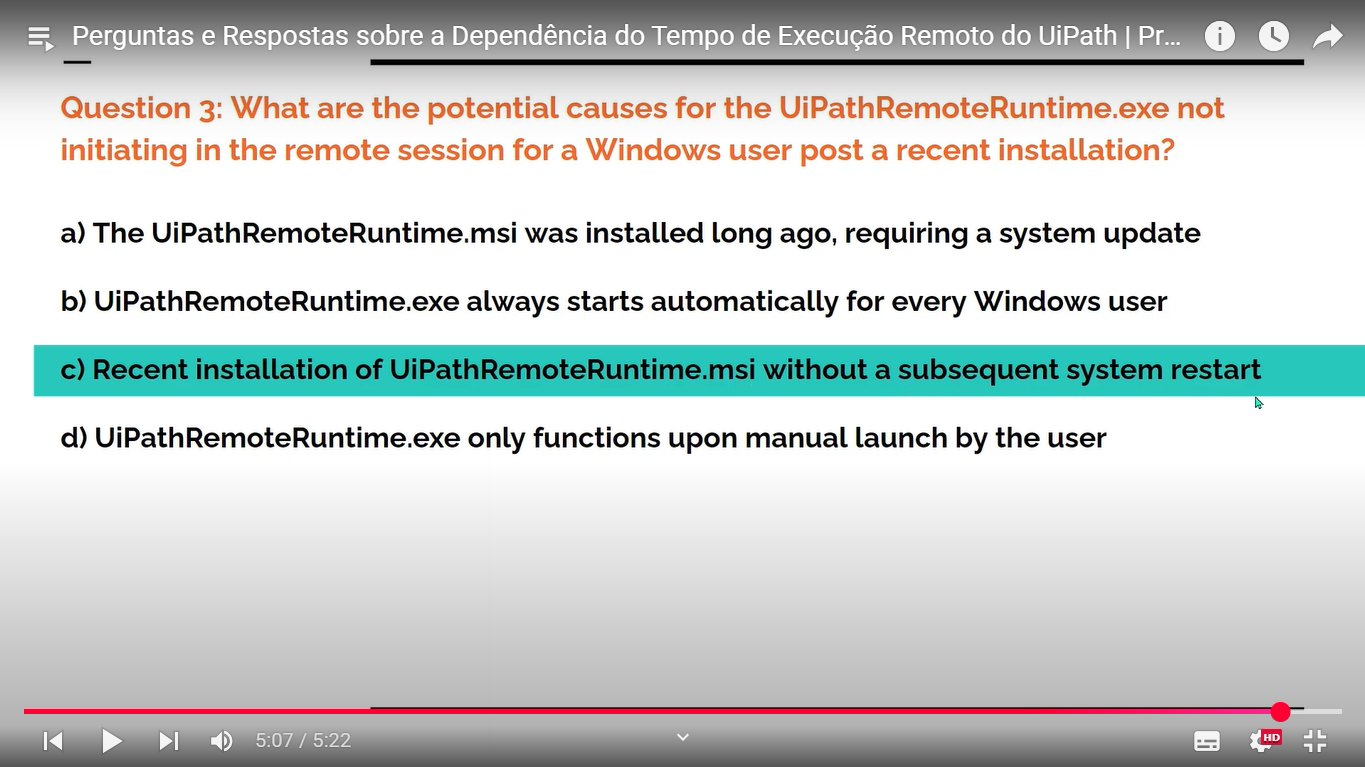 Perguntas e Respostas sobre a Dependência do Tempo de Execução Remoto do UiPath | Pr...
Question 3: What are the potential causes for the UiPathRemoteRuntime.exe not
initiating in the remote session for a Windows user post a recent installation?
a) The UiPathRemoteRuntime.msi was installed long ago, requiring a system update
b) UiPathRemoteRuntime.exe always starts automatically for every Windows user
c) Recent installation of UiPathRemoteRuntime.msi without a subsequent system restart
d) UiPathRemoteRuntime.exe only functions upon manual launch by the user
5:07 / 5:22
HD